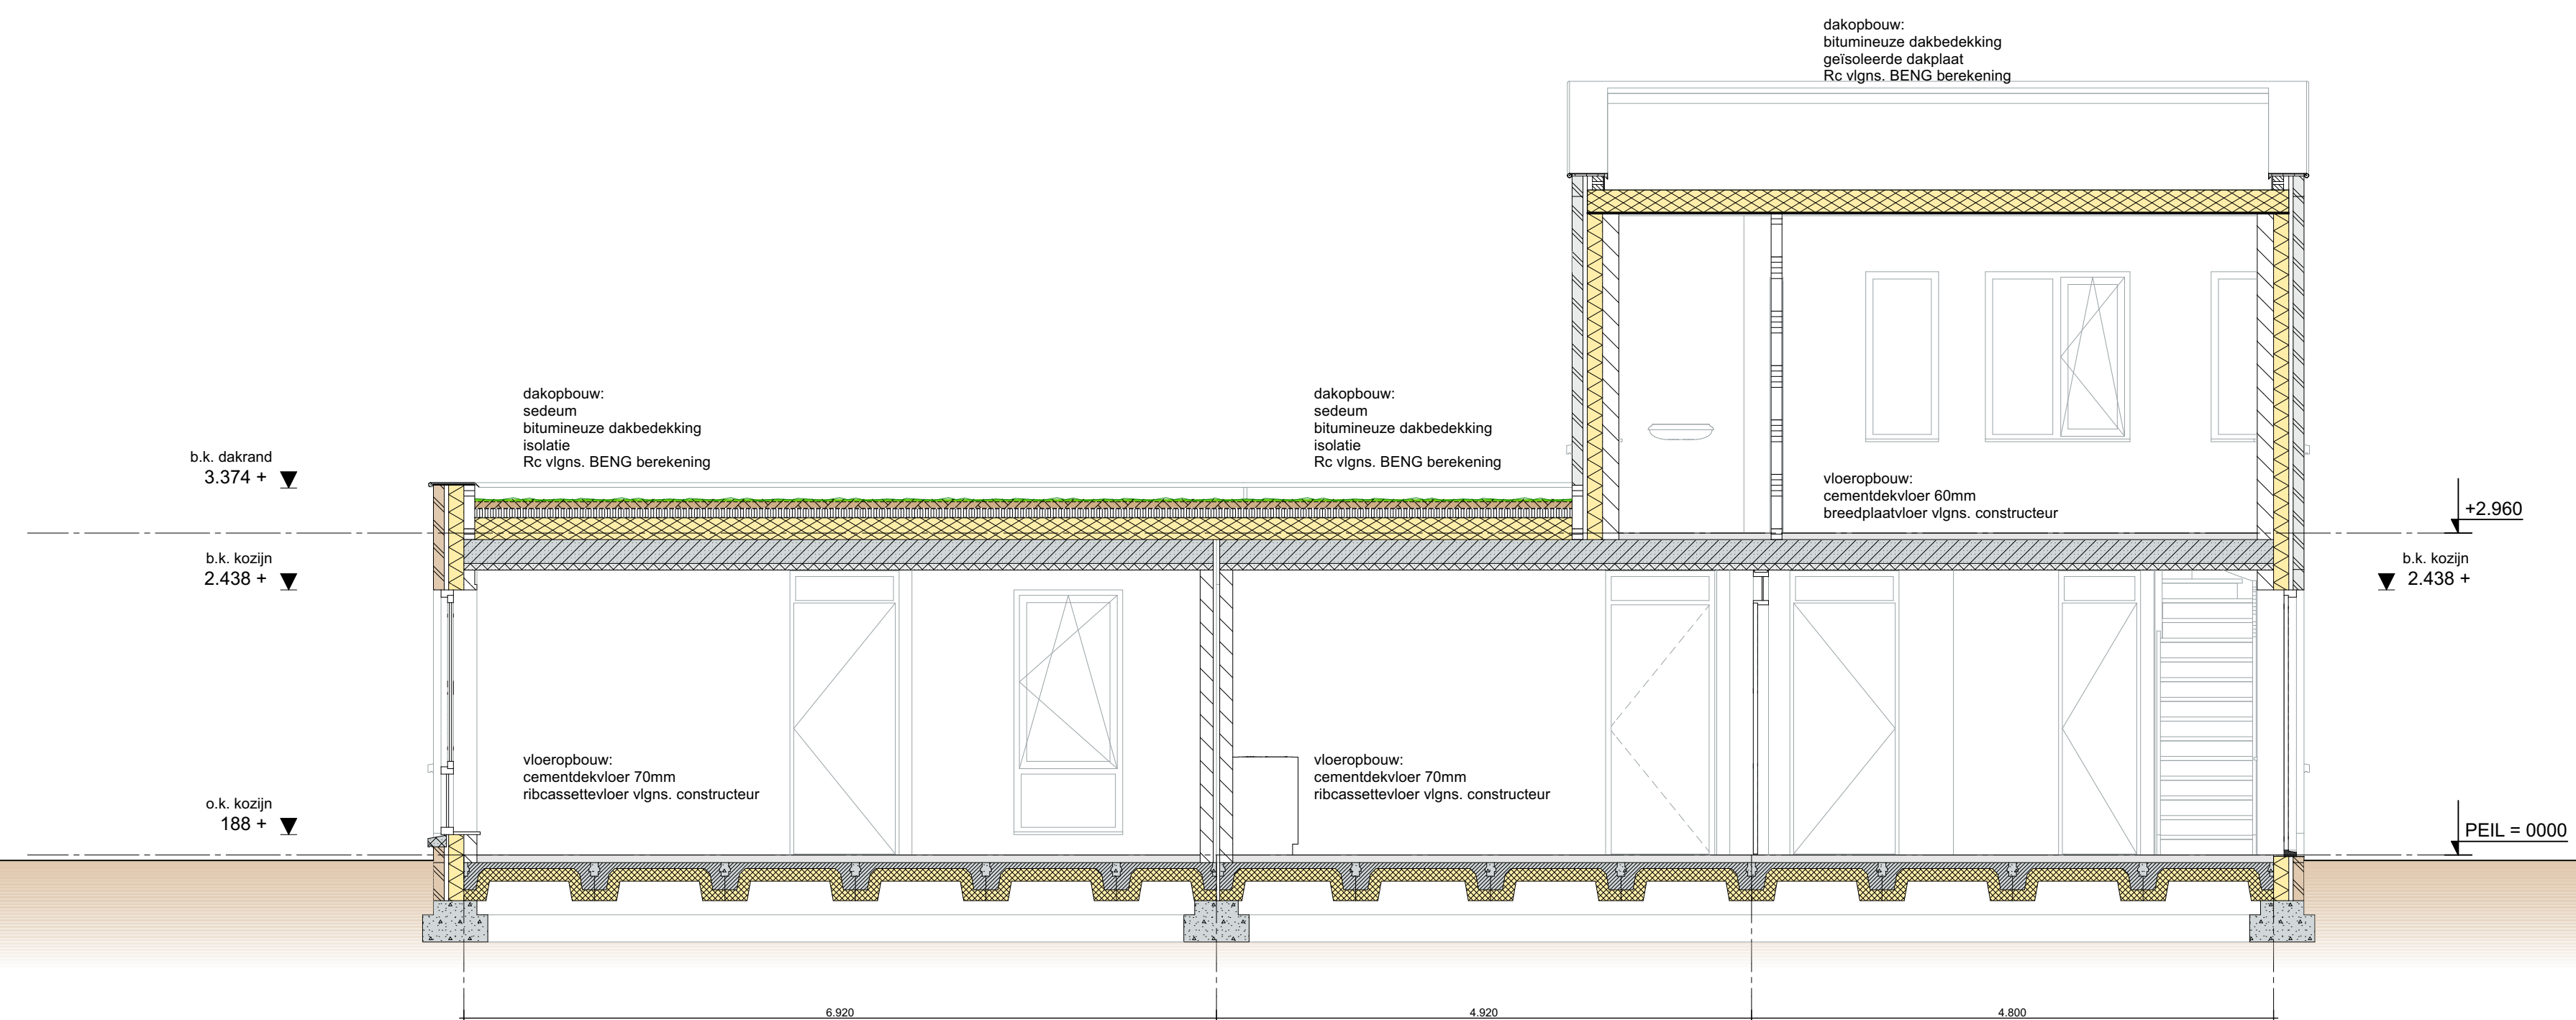 dakopbouw:
bitumineuze dakbedekking
geïsoleerde dakplaat
Rc vlgns. BENG berekening
dakopbouw:
sedeum
bitumineuze dakbedekking
isolatie
Rc vlgns. BENG berekening
dakopbouw:
sedeum
bitumineuze dakbedekking
isolatie
Rc vlgns. BENG berekening
b.k. dakrand
3.374 +
vloeropbouw:
cementdekvloer 60mm
breedplaatvloer vlgns. constructeur
+2.960
b.k. kozijn
2.438 +
b.k. kozijn
2.438 +
vloeropbouw:
cementdekvloer 70mm
ribcassettevloer vlgns. constructeur
vloeropbouw:
cementdekvloer 70mm
ribcassettevloer vlgns. constructeur
o.k. kozijn
188 +
PEIL = 0000
6.920
4.920
4.800